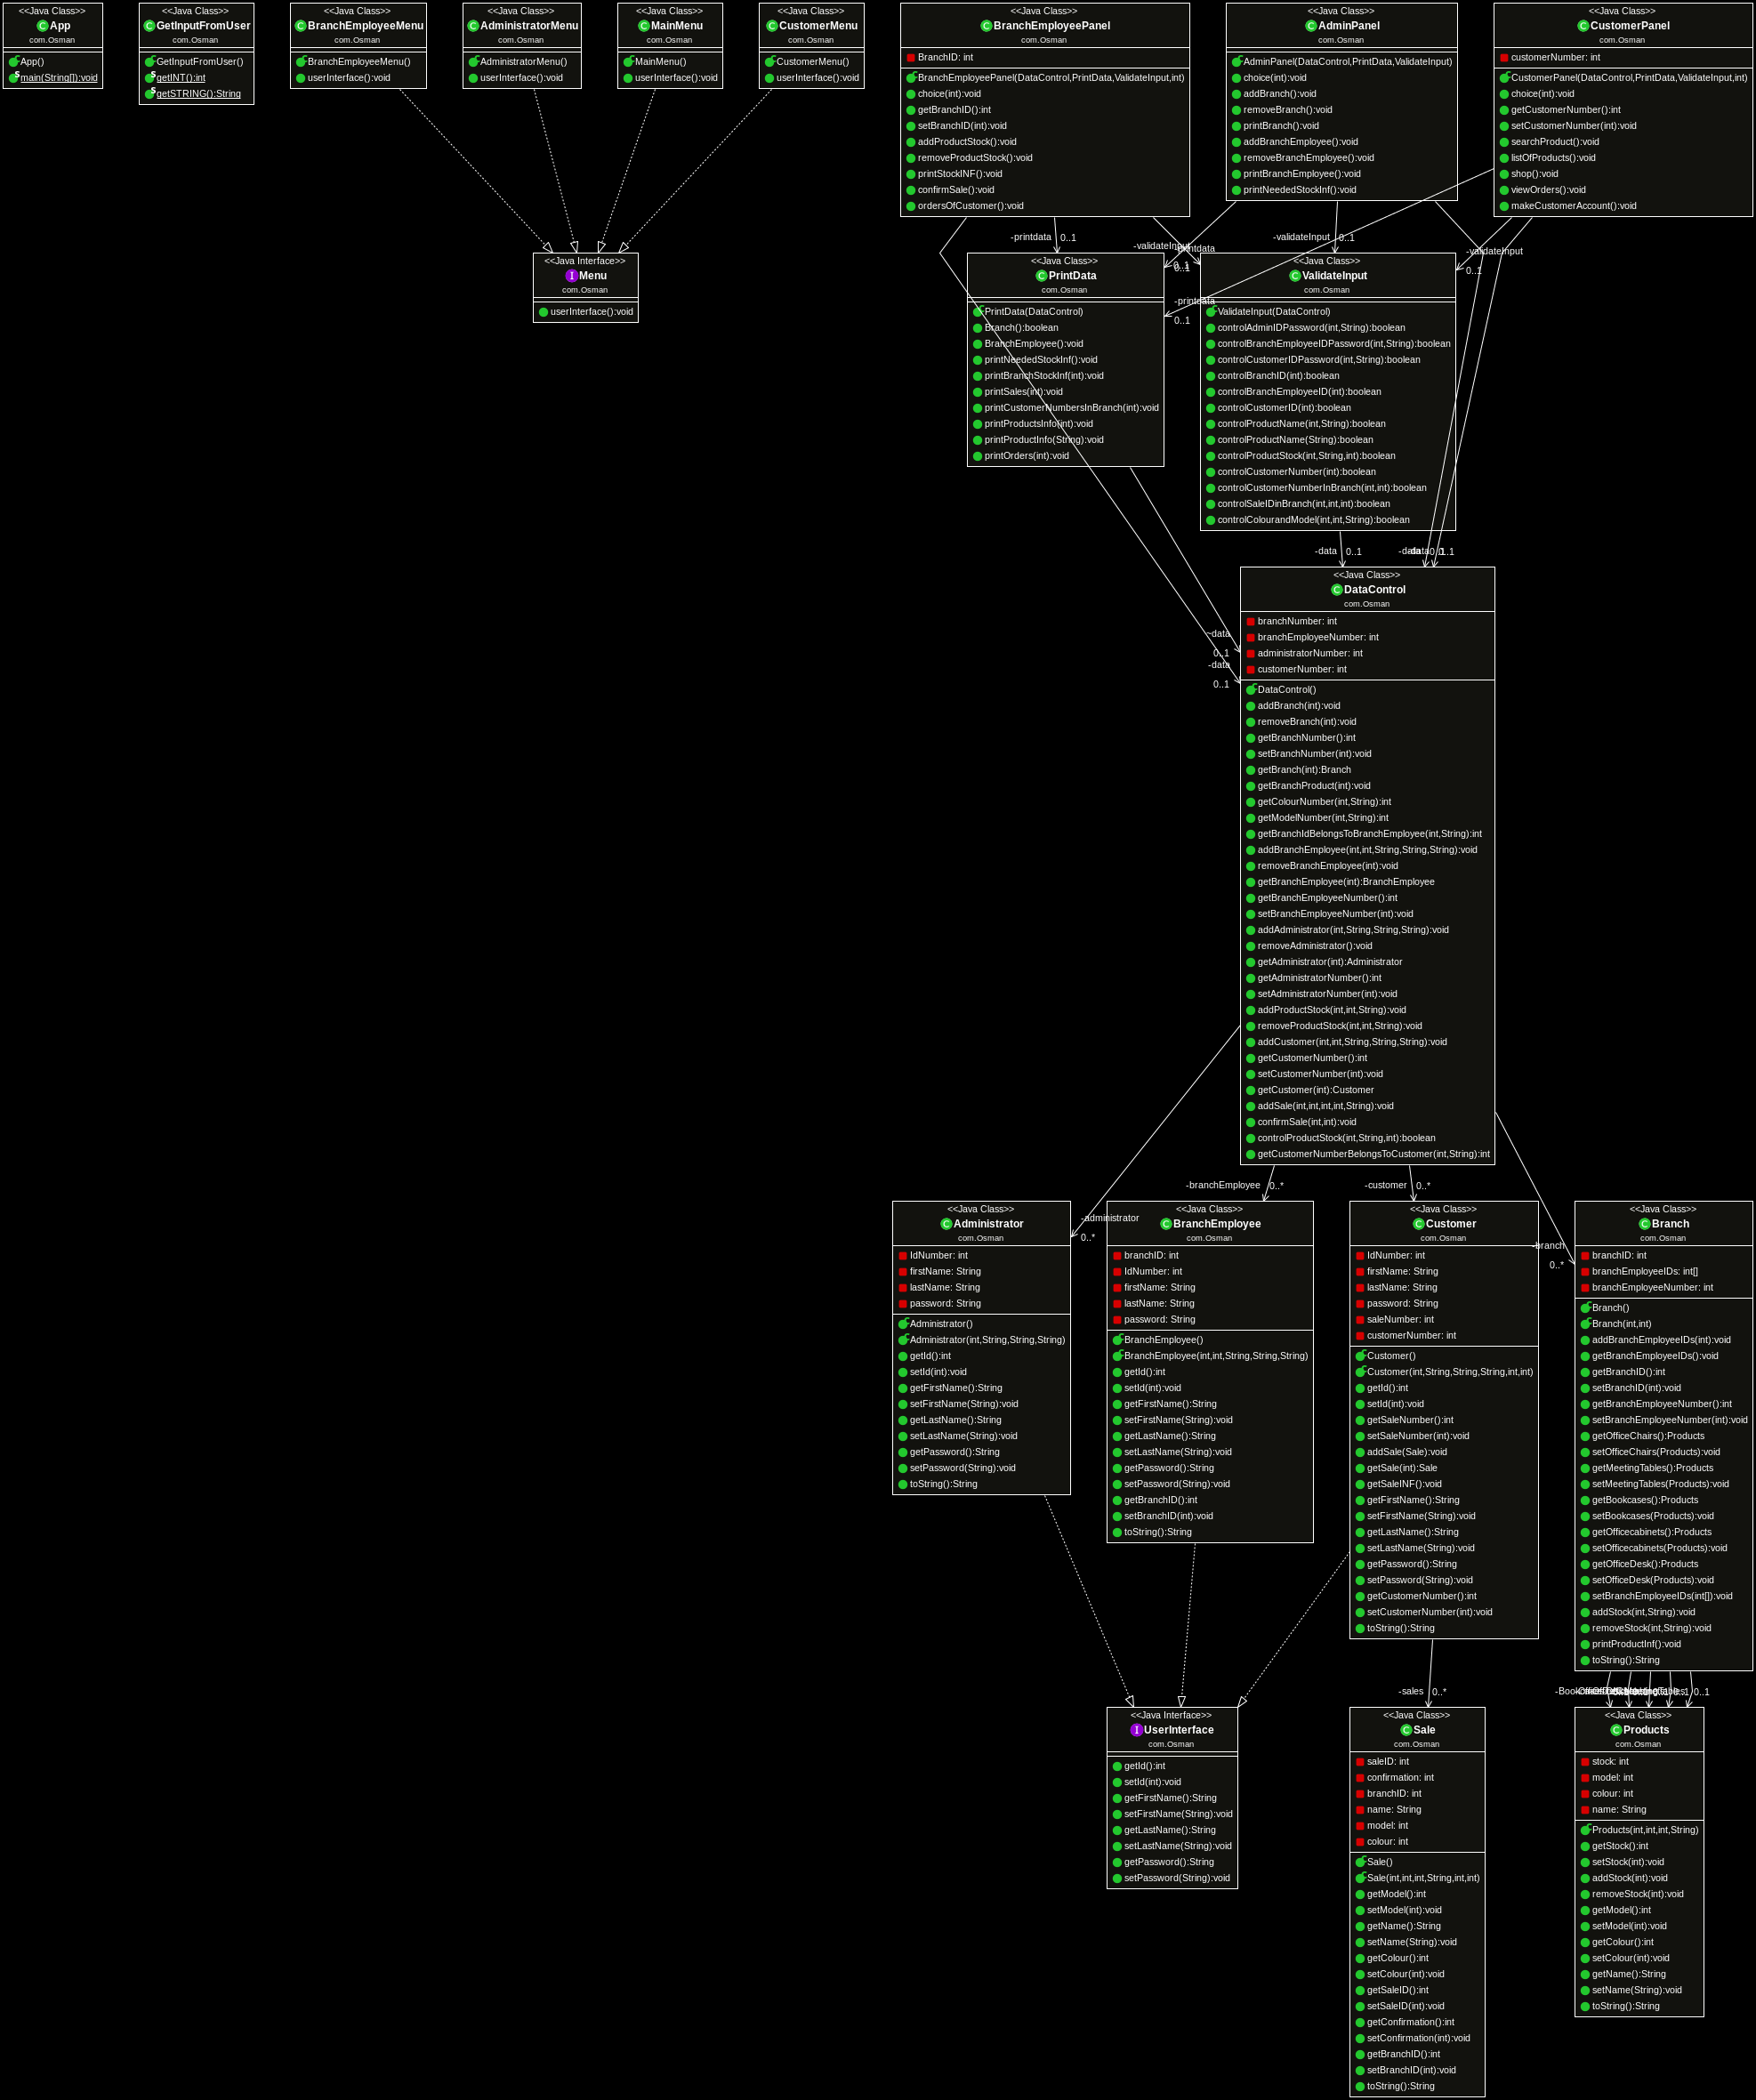 <<Java Class>>
App
com.Osman
App()
main(String[]):void
<<Java Class>>
GetInputFromUser
com.Osman
GetInputFromUser()
getINT():int
getSTRING():String
<<Java Class>>
BranchEmployeeMenu
com.Osman
BranchEmployeeMenu()
userInterface():void
<<Java Class>>
AdministratorMenu
com.Osman
AdministratorMenu()
userInterface():void
<<Java Class>>
MainMenu
com.Osman
MainMenu()
userInterface():void
<<Java Class>>
CustomerMenu
com.Osman
CustomerMenu()
userInterface():void
<<Java Class>>
BranchEmployeePanel
com.Osman
BranchID: int
BranchEmployeePanel(DataControl,PrintData,ValidateInput,int)
choice(int):void
getBranchID():int
setBranchID(int):void
addProductStock():void
removeProductStock():void
printStockINF():void
confirmSale():void
ordersOfCustomer():void
<<Java Class>>
AdminPanel
com.Osman
AdminPanel(DataControl,PrintData,ValidateInput)
choice(int):void
addBranch():void
removeBranch():void
printBranch():void
addBranchEmployee():void
removeBranchEmployee():void
printBranchEmployee():void
printNeededStockInf():void
<<Java Class>>
CustomerPanel
com.Osman
customerNumber: int
CustomerPanel(DataControl,PrintData,ValidateInput,int)
choice(int):void
getCustomerNumber():int
setCustomerNumber(int):void
searchProduct():void
listOfProducts():void
shop():void
viewOrders():void
makeCustomerAccount():void
<<Java Interface>>
Menu
com.Osman
userInterface():void
-printdata 0..1
-validateInput
-printdata
0..1
0..1
-validateInput 0..1
-validateInput
0..1
-printdata
0..1
<<Java Class>>
PrintData
com.Osman
PrintData(DataControl)
Branch():boolean
BranchEmployee():void
printNeededStockInf():void
printBranchStockInf(int):void
printSales(int):void
printCustomerNumbersInBranch(int):void
printProductsInfo(int):void
printProductInfo(String):void
printOrders(int):void
<<Java Class>>
ValidateInput
com.Osman
ValidateInput(DataControl)
controlAdminIDPassword(int,String):boolean
controlBranchEmployeeIDPassword(int,String):boolean
controlCustomerIDPassword(int,String):boolean
controlBranchID(int):boolean
controlBranchEmployeeID(int):boolean
controlCustomerID(int):boolean
controlProductName(int,String):boolean
controlProductName(String):boolean
controlProductStock(int,String,int):boolean
controlCustomerNumber(int):boolean
controlCustomerNumberInBranch(int,int):boolean
controlSaleIDinBranch(int,int,int):boolean
controlColourandModel(int,int,String):boolean
-data 0..1
-data
-data
0..1
0..1
~data
0..1
-data
0..1
<<Java Class>>
DataControl
com.Osman
branchNumber: int
branchEmployeeNumber: int
administratorNumber: int
customerNumber: int
DataControl()
addBranch(int):void
removeBranch(int):void
getBranchNumber():int
setBranchNumber(int):void
getBranch(int):Branch
getBranchProduct(int):void
getColourNumber(int,String):int
getModelNumber(int,String):int
getBranchIdBelongsToBranchEmployee(int,String):int
addBranchEmployee(int,int,String,String,String):void
removeBranchEmployee(int):void
getBranchEmployee(int):BranchEmployee
getBranchEmployeeNumber():int
setBranchEmployeeNumber(int):void
addAdministrator(int,String,String,String):void
removeAdministrator():void
getAdministrator(int):Administrator
getAdministratorNumber():int
setAdministratorNumber(int):void
addProductStock(int,int,String):void
removeProductStock(int,int,String):void
addCustomer(int,int,String,String,String):void
getCustomerNumber():int
setCustomerNumber(int):void
getCustomer(int):Customer
addSale(int,int,int,int,String):void
confirmSale(int,int):void
controlProductStock(int,String,int):boolean
getCustomerNumberBelongsToCustomer(int,String):int
-administrator
0..*
-branchEmployee 0..*
-customer 0..*
-branch
0..*
<<Java Class>>
Administrator
com.Osman
IdNumber: int
firstName: String
lastName: String
password: String
Administrator()
Administrator(int,String,String,String)
getId():int
setId(int):void
getFirstName():String
setFirstName(String):void
getLastName():String
setLastName(String):void
getPassword():String
setPassword(String):void
toString():String
<<Java Class>>
BranchEmployee
com.Osman
branchID: int
IdNumber: int
firstName: String
lastName: String
password: String
BranchEmployee()
BranchEmployee(int,int,String,String,String)
getId():int
setId(int):void
getFirstName():String
setFirstName(String):void
getLastName():String
setLastName(String):void
getPassword():String
setPassword(String):void
getBranchID():int
setBranchID(int):void
toString():String
<<Java Class>>
Customer
com.Osman
IdNumber: int
firstName: String
lastName: String
password: String
saleNumber: int
customerNumber: int
Customer()
Customer(int,String,String,String,int,int)
getId():int
setId(int):void
getSaleNumber():int
setSaleNumber(int):void
addSale(Sale):void
getSale(int):Sale
getSaleINF():void
getFirstName():String
setFirstName(String):void
getLastName():String
setLastName(String):void
getPassword():String
setPassword(String):void
getCustomerNumber():int
setCustomerNumber(int):void
toString():String
<<Java Class>>
Branch
com.Osman
branchID: int
branchEmployeeIDs: int[]
branchEmployeeNumber: int
Branch()
Branch(int,int)
addBranchEmployeeIDs(int):void
getBranchEmployeeIDs():void
getBranchID():int
setBranchID(int):void
getBranchEmployeeNumber():int
setBranchEmployeeNumber(int):void
getOfficeChairs():Products
setOfficeChairs(Products):void
getMeetingTables():Products
setMeetingTables(Products):void
getBookcases():Products
setBookcases(Products):void
getOfficecabinets():Products
setOfficecabinets(Products):void
getOfficeDesk():Products
setOfficeDesk(Products):void
setBranchEmployeeIDs(int[]):void
addStock(int,String):void
removeStock(int,String):void
printProductInf():void
toString():String
-sales 0..*
0..1
0..1
<<Java Interface>>
UserInterface
com.Osman
getId():int
setId(int):void
getFirstName():String
setFirstName(String):void
getLastName():String
setLastName(String):void
getPassword():String
setPassword(String):void
<<Java Class>>
Sale
com.Osman
saleID: int
confirmation: int
branchID: int
name: String
model: int
colour: int
Sale()
Sale(int,int,int,String,int,int)
getModel():int
setModel(int):void
getName():String
setName(String):void
getColour():int
setColour(int):void
getSaleID():int
setSaleID(int):void
getConfirmation():int
setConfirmation(int):void
getBranchID():int
setBranchID(int):void
toString():String
<<Java Class>>
Products
com.Osman
stock: int
model: int
colour: int
name: String
Products(int,int,int,String)
getStock():int
setStock(int):void
addStock(int):void
removeStock(int):void
getModel():int
setModel(int):void
getColour():int
setColour(int):void
getName():String
setName(String):void
toString():String